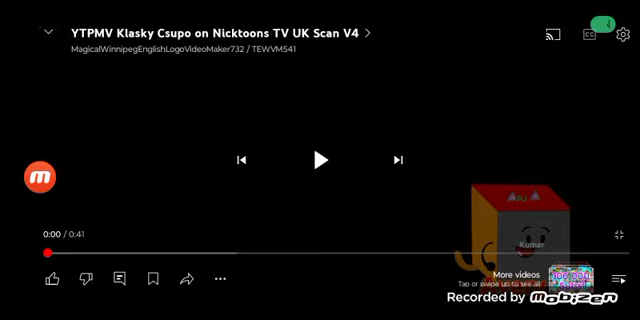 YTPMV Klasky Csupo on Nicktoons TV UK Scan V4
MagicalWinnipegEnglishLogoVideoMaker732 / TEWVM541
CC
m
0:00 / 0:41
Kumar
More videos
Tap or swipe up to see all
Recorded by mobizen